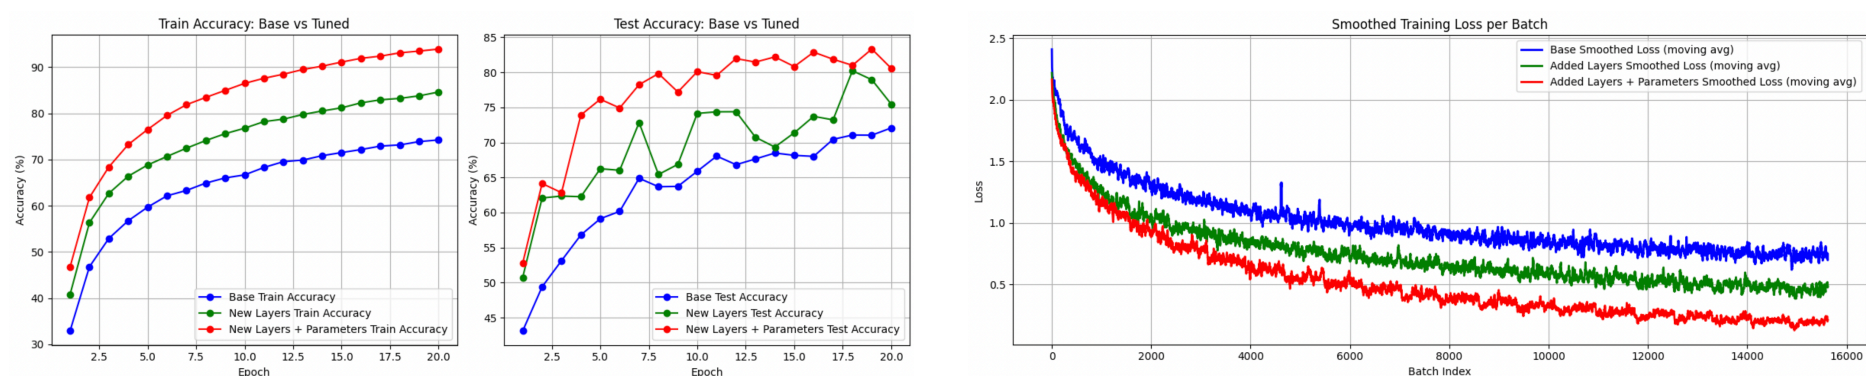 Train Accuracy: Base vs Tuned
Accuracy (%)
90
80
70
60
50
40
30
2.5 5.0 7.5 10.0 12.5 15.0 17.5 20.0
Epoch
Base Train Accuracy
New Layers Train Accuracy
New Layers + Parameters Train Accuracy
Test Accuracy: Base vs Tuned
Accuracy (%)
85
80
75
70
65
60
55
50
45
2.5 5.0 7.5 10.0 12.5 15.0 17.5 20.0
Epoch
Base Test Accuracy
New Layers Test Accuracy
New Layers + Parameters Test Accuracy
Smoothed Training Loss per Batch
Loss
2.5
2.0
1.5
1.0
0.5
0 2000 4000 6000 8000 10000 12000 14000 16000
Batch Index
Base Smoothed Loss (moving avg)
Added Layers Smoothed Loss (moving avg)
Added Layers + Parameters Smoothed Loss (moving avg)